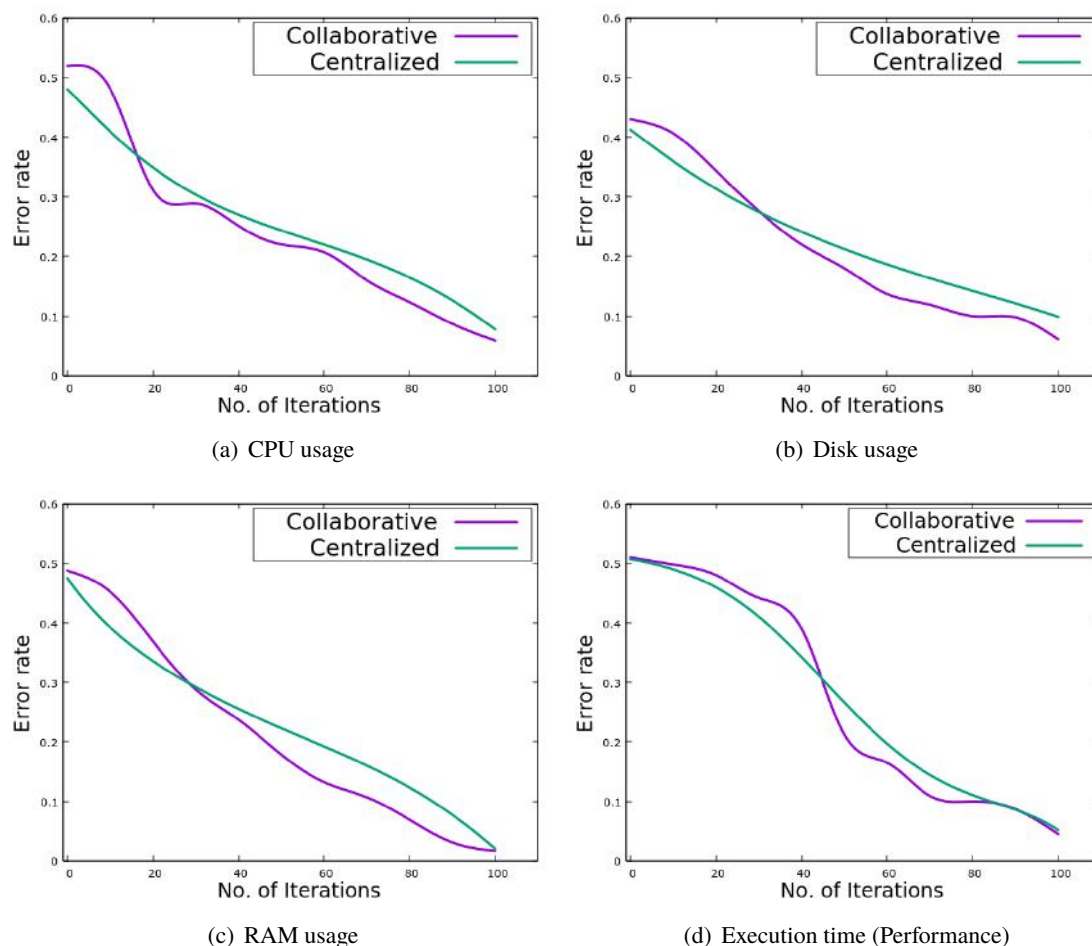 0.6
Collaborative
Centralized
0.5
0.4
0.3
0.2
0.1
0
Error rate
0 20 40 60 80 100
No. of Iterations
(a) CPU usage
0.6
Collaborative
Centralized
0.5
0.4
0.3
0.2
0.1
0
Error rate
0 20 40 60 80 100
No. of Iterations
(b) Disk usage
0.6
Collaborative
Centralized
0.5
0.4
0.3
0.2
0.1
0
Error rate
0 20 40 60 80 100
No. of Iterations
(c) RAM usage
0.6
Collaborative
Centralized
0.5
0.4
0.3
0.2
0.1
0
Error rate
0 20 40 60 80 100
No. of Iterations
(d) Execution time (Performance)